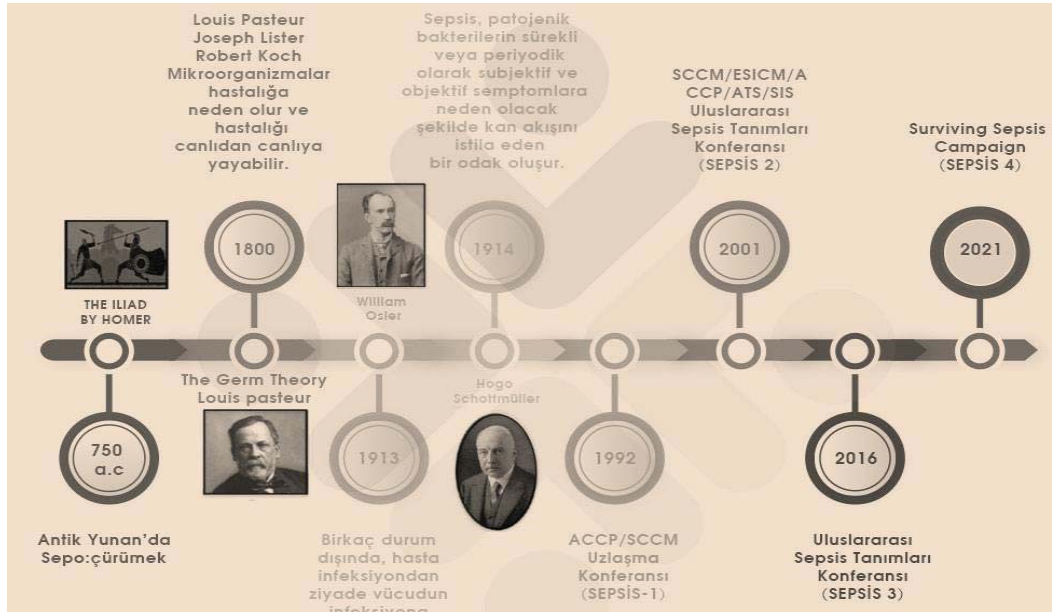 Louis Pasteur
Joseph Lister
Robert Koch
Mikroorganizmalar
hastalığa
neden olur ve
hastalığı
canlıdan canlıya
yayabilir.
Sepsis, patojenik
bakterilerin sürekli
veya periyodik
olarak subjektif ve
objektif semptomlara
neden olacak
şekilde kan akışını
istila eden
bir odak oluşur.
SCCM/ESICM/A
CCP/ATS/SIS
Uluslararası
Sepsis Tanımları
Konferansı
(SEPSİS 2)
Surviving Sepsis
Campaign
(SEPSİS 4)
1800
1914
2001
2021
THE ILIAD
BY HOMER
William
Osler
The Germ Theory
Louis pasteur
Hogo
Schottmüller
750
a.c
1913
1992
2016
Antik Yunan’da
Sepo:çürümek
Birkaç durum
dışında, hasta
infeksiyondan
ziyade vücudun
infeksiyona
ACCP/SCCM
Uzlaşma
Konferansı
(SEPSİS-1)
Uluslararası
Sepsis Tanımları
Konferansı
(SEPSİS 3)